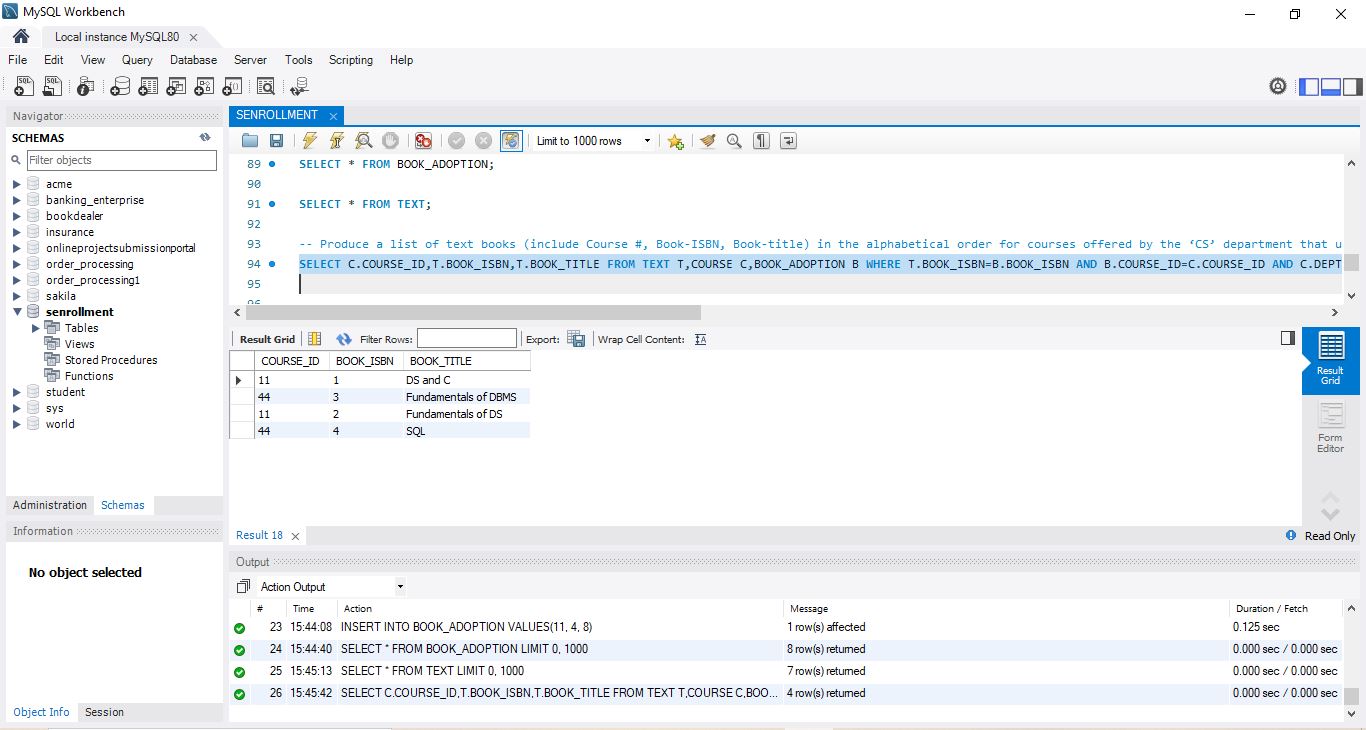 MySQL Workbench
Local instance MySQL80
File Edit View Query Database Server Tools Scripting Help
Navigator
SCHEMAS
Filter objects
acme
banking_enterprise
bookdealer
insurance
onlineprojectsubmissionportal
order_processing
order_processing1
sakila
senrollment
Tables
Views
Stored Procedures
Functions
student
sys
world
Administration Schemas
Information
No object selected
Object Info Session
SENROLLMENT
Limit to 1000 rows
89 SELECT * FROM BOOK_ADOPTION;
90
91 SELECT * FROM TEXT;
92
93 -- Produce a list of text books (include Course #, Book-ISBN, Book-title) in the alphabetical order for courses offered by the ‘CS’ department that u
94 SELECT C.COURSE_ID,T.BOOK_ISBN,T.BOOK_TITLE FROM TEXT T,COURSE C,BOOK_ADOPTION B WHERE T.BOOK_ISBN=B.BOOK_ISBN AND B.COURSE_ID=C.COURSE_ID AND C.DEPT
95
96
Result Grid Filter Rows: Export: Wrap Cell Content:
COURSE_ID BOOK_ISBN BOOK_TITLE
11 1 DS and C
44 3 Fundamentals of DBMS
11 2 Fundamentals of DS
44 4 SQL
Result
Grid
Form
Editor
Result 18
Read Only
Output
Action Output
# Time Action Message Duration / Fetch
23 15:44:08 INSERT INTO BOOK_ADOPTION VALUES(11, 4, 8) 1 row(s) affected 0.125 sec
24 15:44:40 SELECT * FROM BOOK_ADOPTION LIMIT 0, 1000 8 row(s) returned 0.000 sec / 0.000 sec
25 15:45:13 SELECT * FROM TEXT LIMIT 0, 1000 7 row(s) returned 0.000 sec / 0.000 sec
26 15:45:42 SELECT C.COURSE_ID,T.BOOK_ISBN,T.BOOK_TITLE FROM TEXT T,COURSE C,BOO... 4 row(s) returned 0.000 sec / 0.000 sec